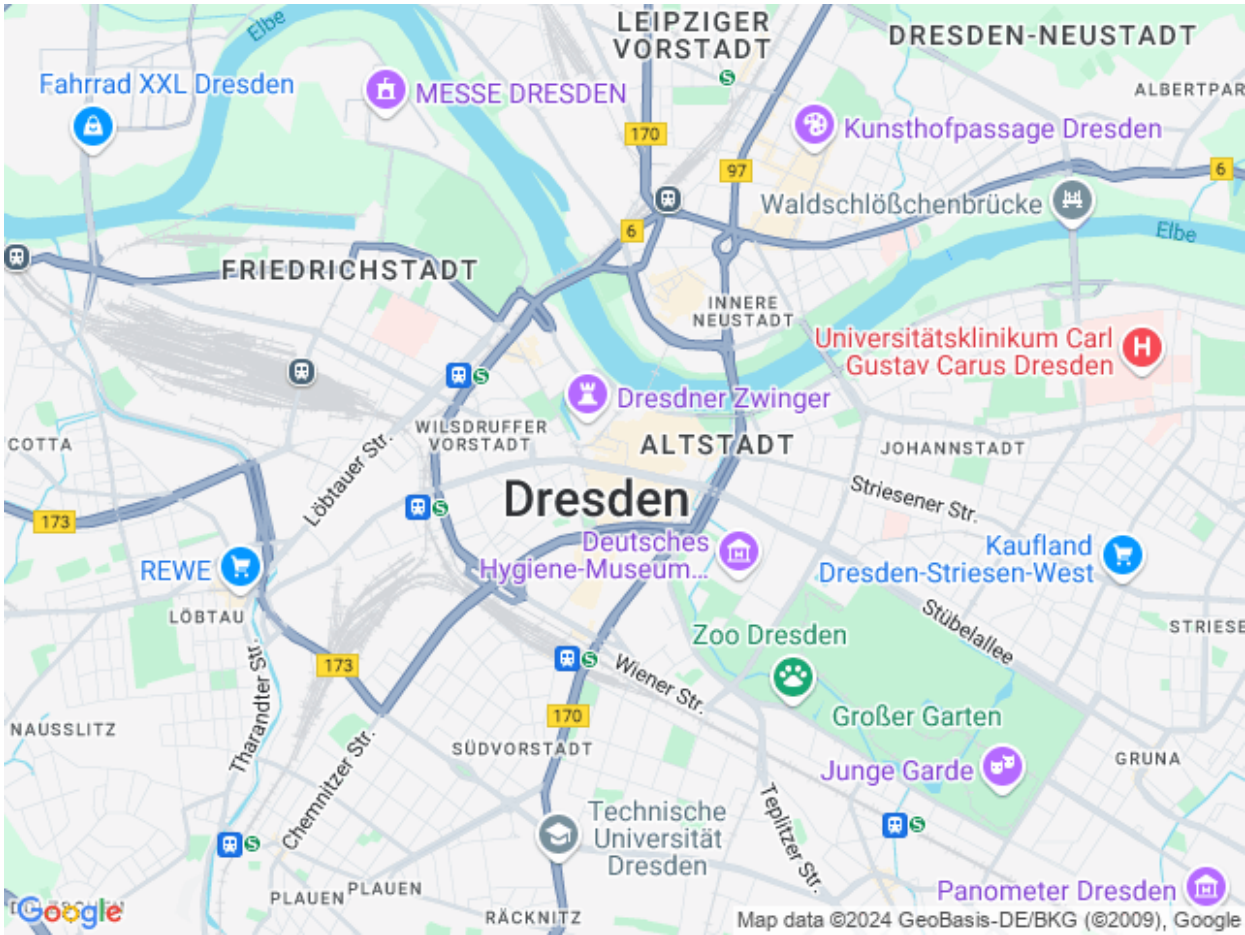 Elbe
LEIPZIGER
VORSTADT
DRESDEN-NEUSTADT
Fahrrad XXL Dresden
MESSE DRESDEN
S
ALBERTPAR
170
Kunsthofpassage Dresden
97
6
Waldschlößchenbrücke
6
Elbe
FRIEDRICHSTADT
INNERE
NEUSTADT
Universitätsklinikum Carl
Gustav Carus Dresden
H
S
Dresdner Zwinger
WILSDRUFFER
VORSTADT
COTTA
ALTSTADT
JOHANNSTADT
Löbtauer Str.
Striesener Str.
Dresden
173
S
Deutsches
Hygiene-Museum...
Kaufland
Dresden-Striesen-West
REWE
LÖBTAU
Stübelallee
STRIESE
Zoo Dresden
173
S
Wiener Str.
Tharandter Str.
170
Großer Garten
NAUSSLITZ
SÜDVORSTADT
GRUNA
Junge Garde
Chemnitzer Str.
Teplitzer Str.
Technische
Universität
Dresden
S
S
PLAUEN
PLAUEN
Panometer Dresden
RÄCKNITZ
Google
Map data ©2024 GeoBasis-DE/BKG (©2009), Google